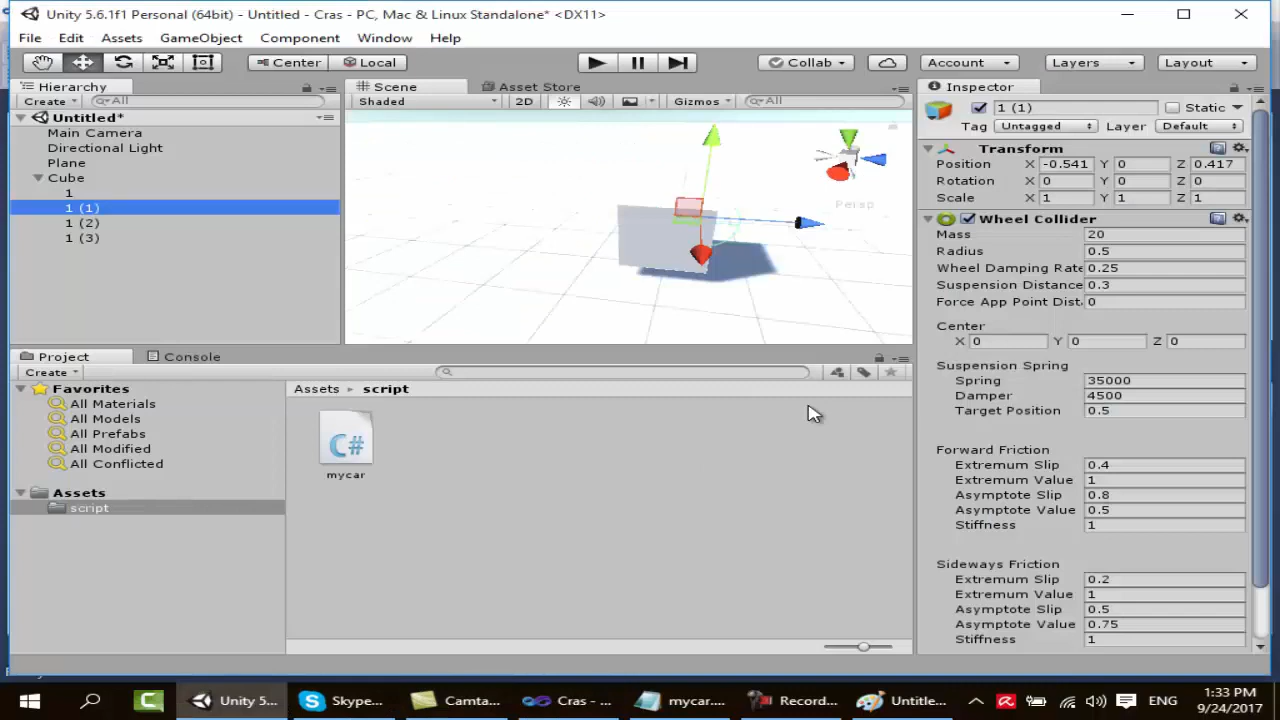 Unity 5.6.1f1 Personal (64bit) - Untitled - Cras - PC, Mac & Linux Standalone* <DX11>
File Edit Assets GameObject Component Window Help
Center Local Collab Account Layers Layout
Hierarchy
Create All
Untitled*
Main Camera
Directional Light
Plane
Cube
1
1 (1)
1 (2)
1 (3)
Scene Asset Store
Shaded 2D Gizmos All
Persp
Inspector
1 (1) Static
Tag Untagged Layer Default
Transform
Position X -0.541 Y 0 Z 0.417
Rotation X 0 Y 0 Z 0
Scale X 1 Y 1 Z 1
Wheel Collider
Mass 20
Radius 0.5
Wheel Damping Rate 0.25
Suspension Distance 0.3
Force App Point Dist. 0
Center
X 0 Y 0 Z 0
Suspension Spring
Spring 35000
Damper 4500
Target Position 0.5
Forward Friction
Extremum Slip 0.4
Extremum Value 1
Asymptote Slip 0.8
Asymptote Value 0.5
Stiffness 1
Sideways Friction
Extremum Slip 0.2
Extremum Value 1
Asymptote Slip 0.5
Asymptote Value 0.75
Stiffness 1
Project Console
Create
Favorites
All Materials
All Models
All Prefabs
All Modified
All Conflicted
Assets
script
Assets script
C#
mycar
Unity 5... Skype... Camta... Cras - ... mycar.... Record... Untitle... ENG
1:33 PM
9/24/2017